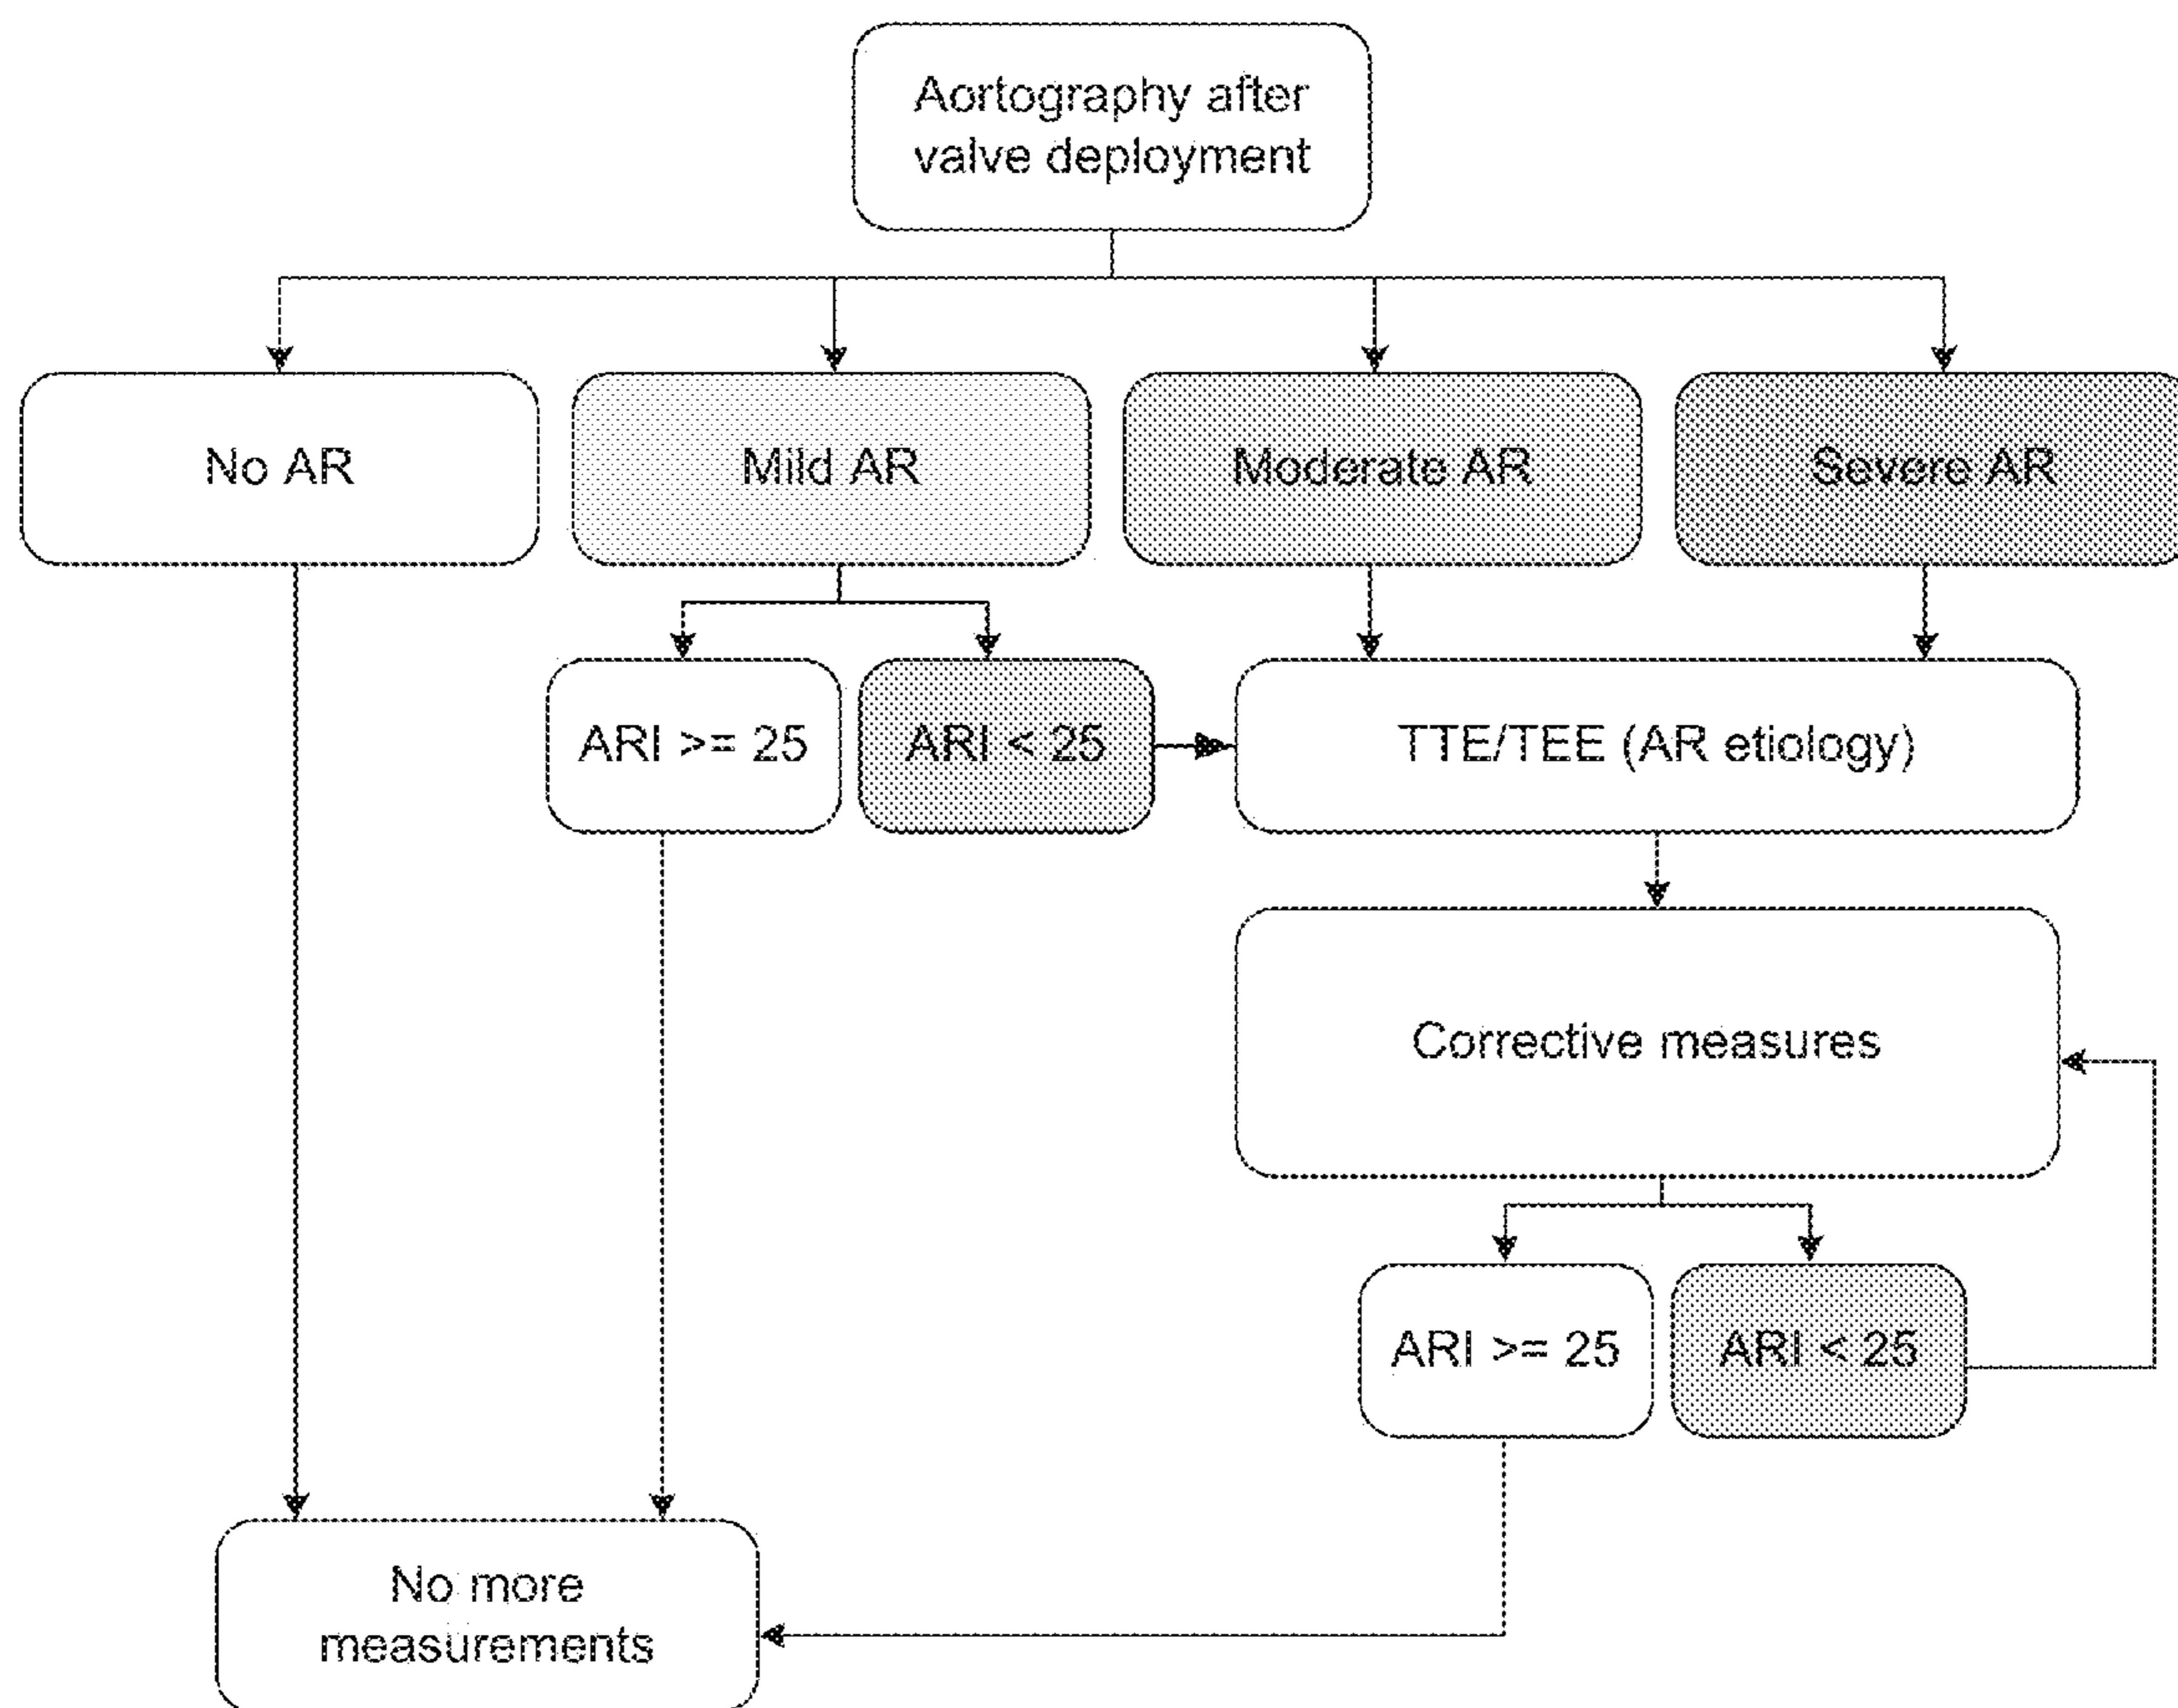 Aortography after
valve deployment
No AR
Mild AR
Moderate AR
Severe AR
ARI >= 25
ARI < 25
TTE/TEE (AR etiology)
Corrective measures
ARI >= 25
ARI < 25
No more
measurements